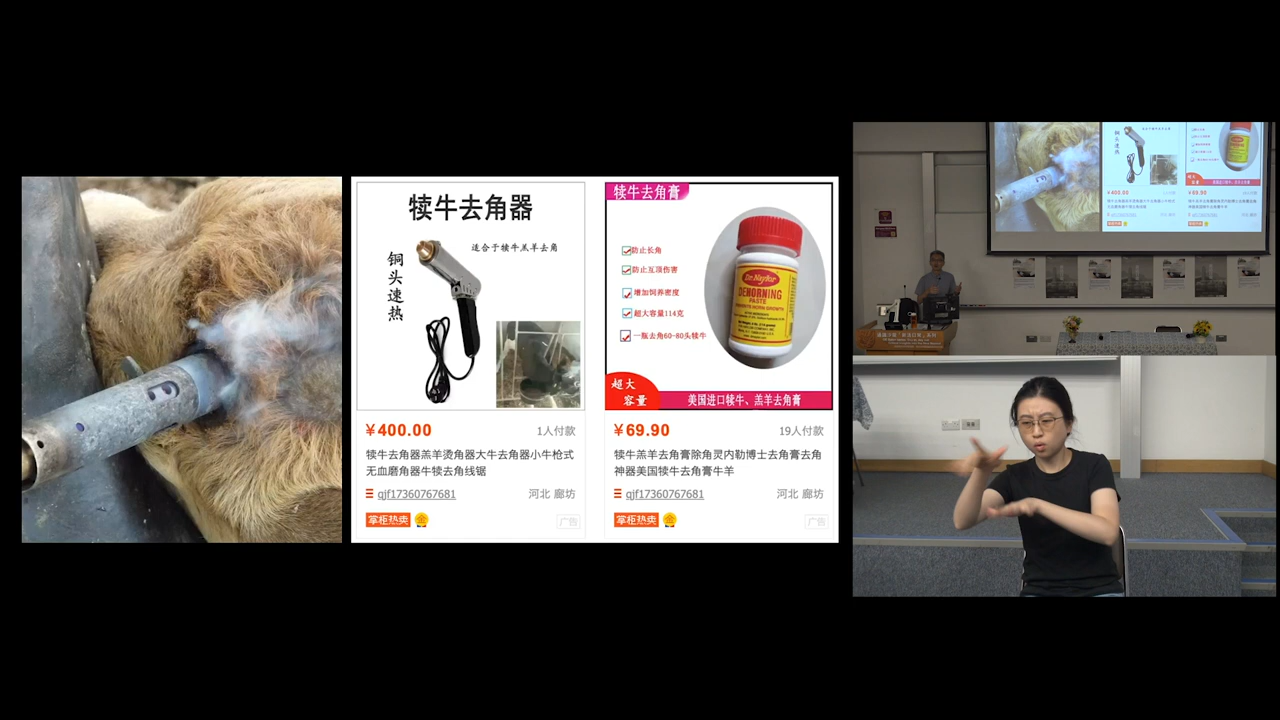 犊牛去角器
适合于犊牛羔羊去角
铜头速热
¥400.00
1人付款
犊牛去角器羔羊烫角器大牛去角器小牛枪式
无血磨角器牛犊去角线锯
qjf17360767681
河北 廊坊
掌柜热卖
金
广告
犊牛去角膏
防止长角
防止互顶伤害
增加饲养密度
超大容量114克
一瓶去角60-80头犊牛
Dr. Naylor
DEHORNING
PASTE
超大
容量
美国进口犊牛、羔羊去角膏
¥69.90
19人付款
犊牛羔羊去角膏除角灵内勒博士去角膏去角
神器美国犊牛去角膏牛羊
qjf17360767681
河北 廊坊
掌柜热卖
金
广告